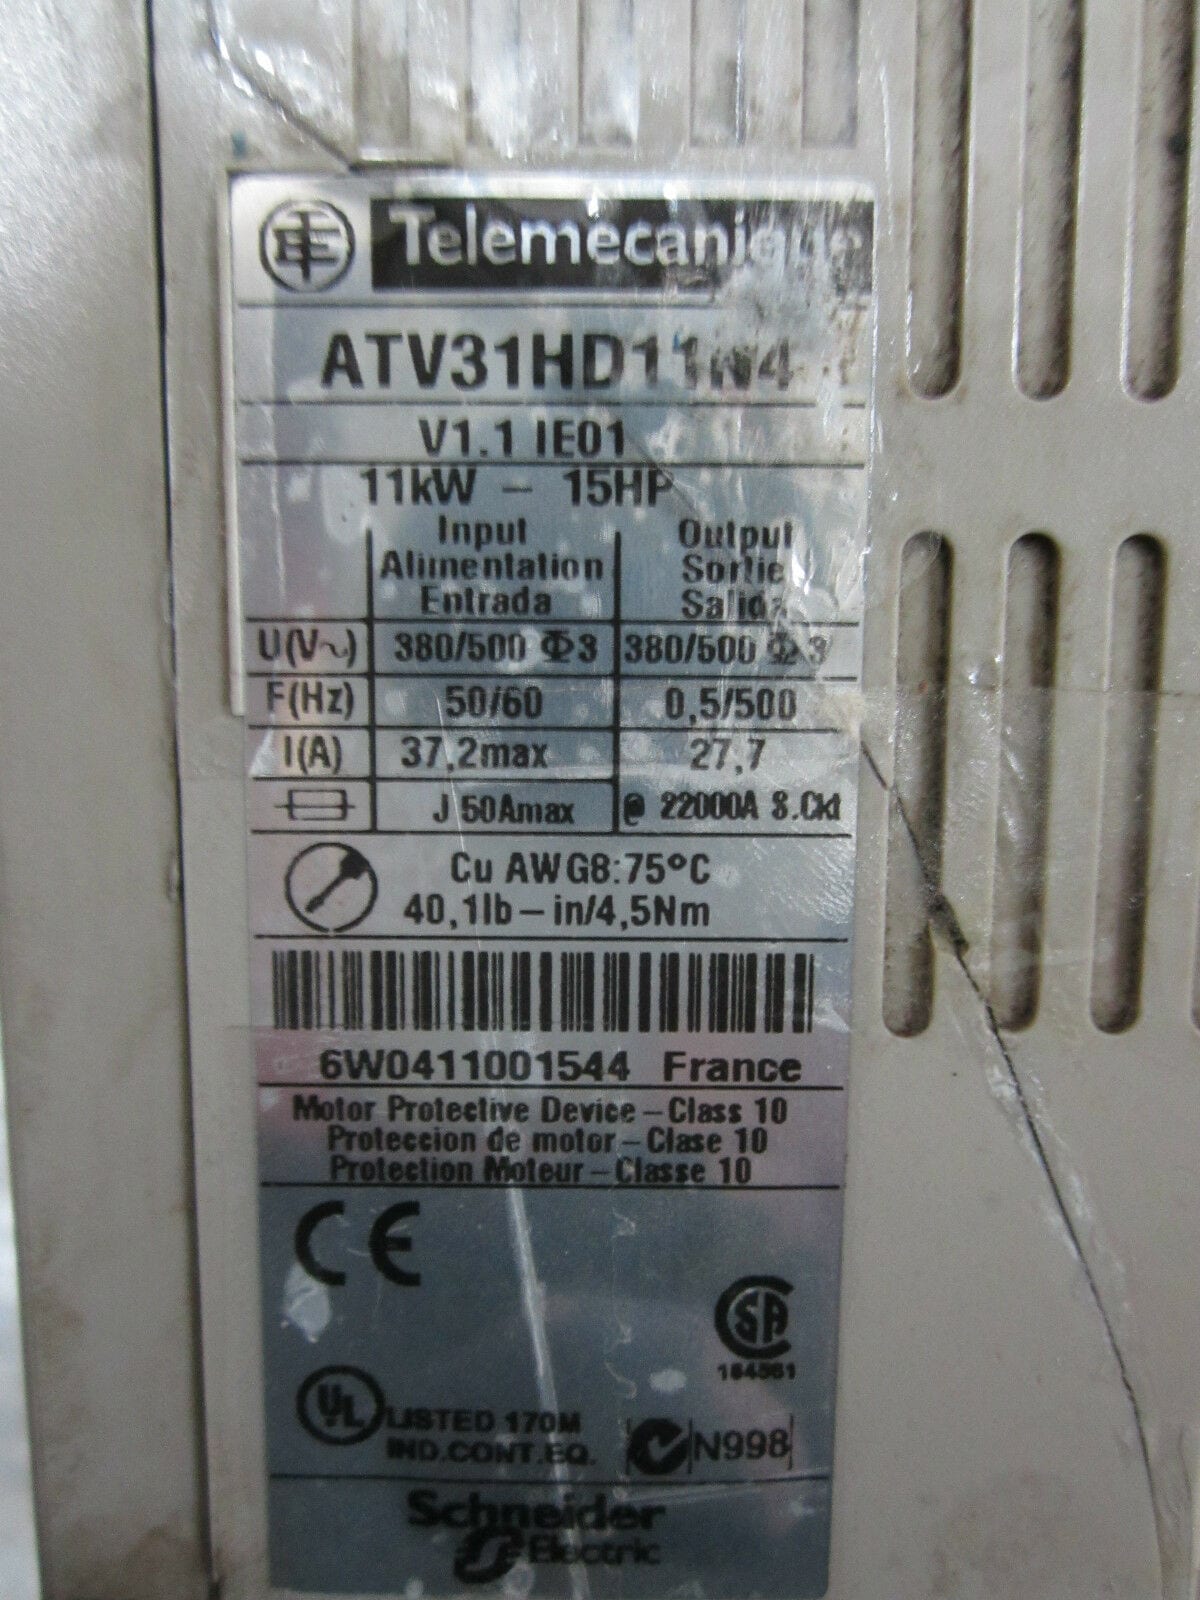 TE Telemecanique
ATV31HD11N4
V1.1 IE01
11kW – 15HP
Input Output
Alimentation Sortie
Entrada Salida
U(V~) 380/500 Φ3 380/500 Φ3
F(Hz) 50/60 0,5/500
I(A) 37,2max 27,7
J 50Amax @ 22000A S.Ckt
Cu AWG8:75°C
40,1lb–in/4,5Nm
6W0411001544 France
Motor Protective Device – Class 10
Proteccion de motor – Clase 10
Protection Moteur – Classe 10
CE
SA
UL LISTED 170M
IND.CONT.EQ.
N998
Schneider
Electric